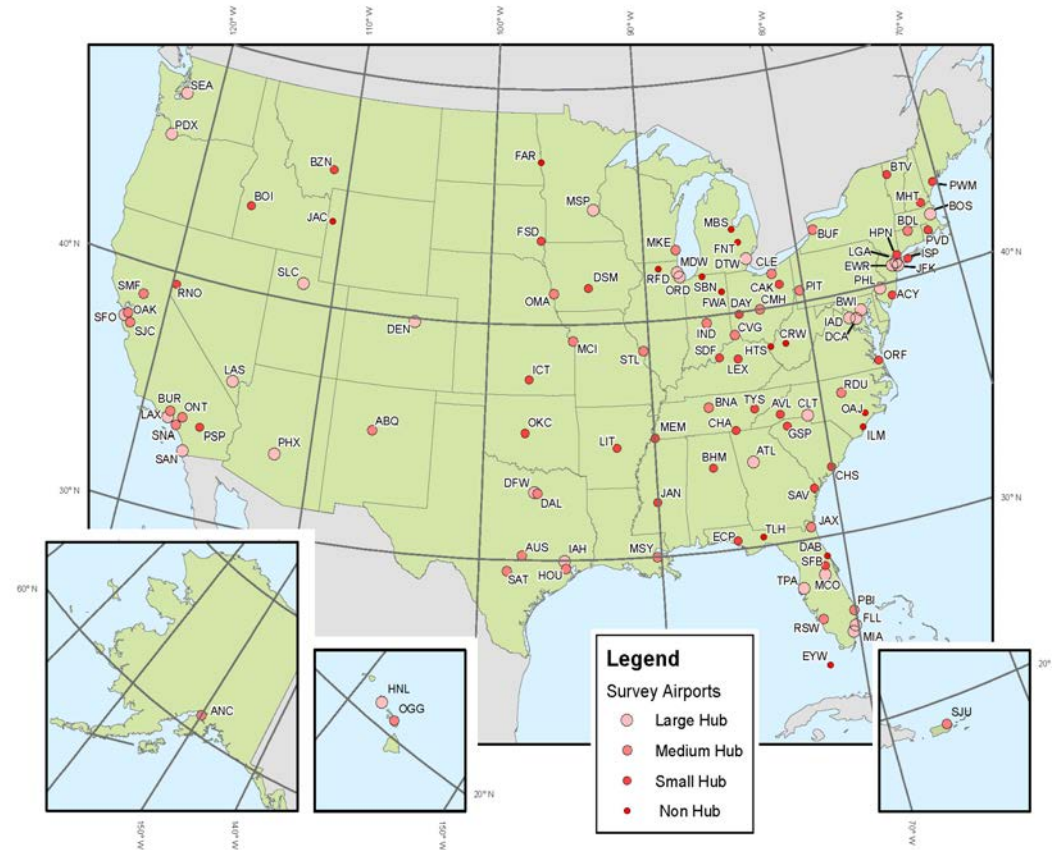 120° W
110° W
100° W
90° W
80° W
70° W
SEA
PDX
BZN
FAR
BTV
PWM
BOI
MSP
MHT
BOS
JAC
MBS
BUF
HPN
BDL
FSD
MKE
FNT
LGA
PVD
ISP
40° N
MDW
DTW
CLE
EWR
JFK
40° N
SLC
DSM
RFD
PHL
SMF
RNO
OMA
ORD
SBN
CAK
PIT
ACY
OAK
FWA
DAY
CMH
BWI
SFO
DEN
IAD
SJC
MCI
IND
CVG
CRW
DCA
STL
SDF
HTS
ORF
LAS
ICT
LEX
BUR
RDU
LAX
ONT
BNA
TYS
AVL
CLT
OAJ
SNA
PSP
ABQ
OKC
MEM
CHA
GSP
ILM
SAN
PHX
LIT
BHM
ATL
CHS
30° N
DFW
DAL
JAN
SAV
30° N
ECP
TLH
JAX
AUS
IAH
MSY
DAB
SFB
SAT
HOU
TPA
MCO
60° N
PBI
RSW
FLL
MIA
EYW
20° N
Legend
Survey Airports
Large Hub
Medium Hub
Small Hub
Non Hub
ANC
HNL
OGG
SJU
20° N
150° W
140° W
150° W
70° W